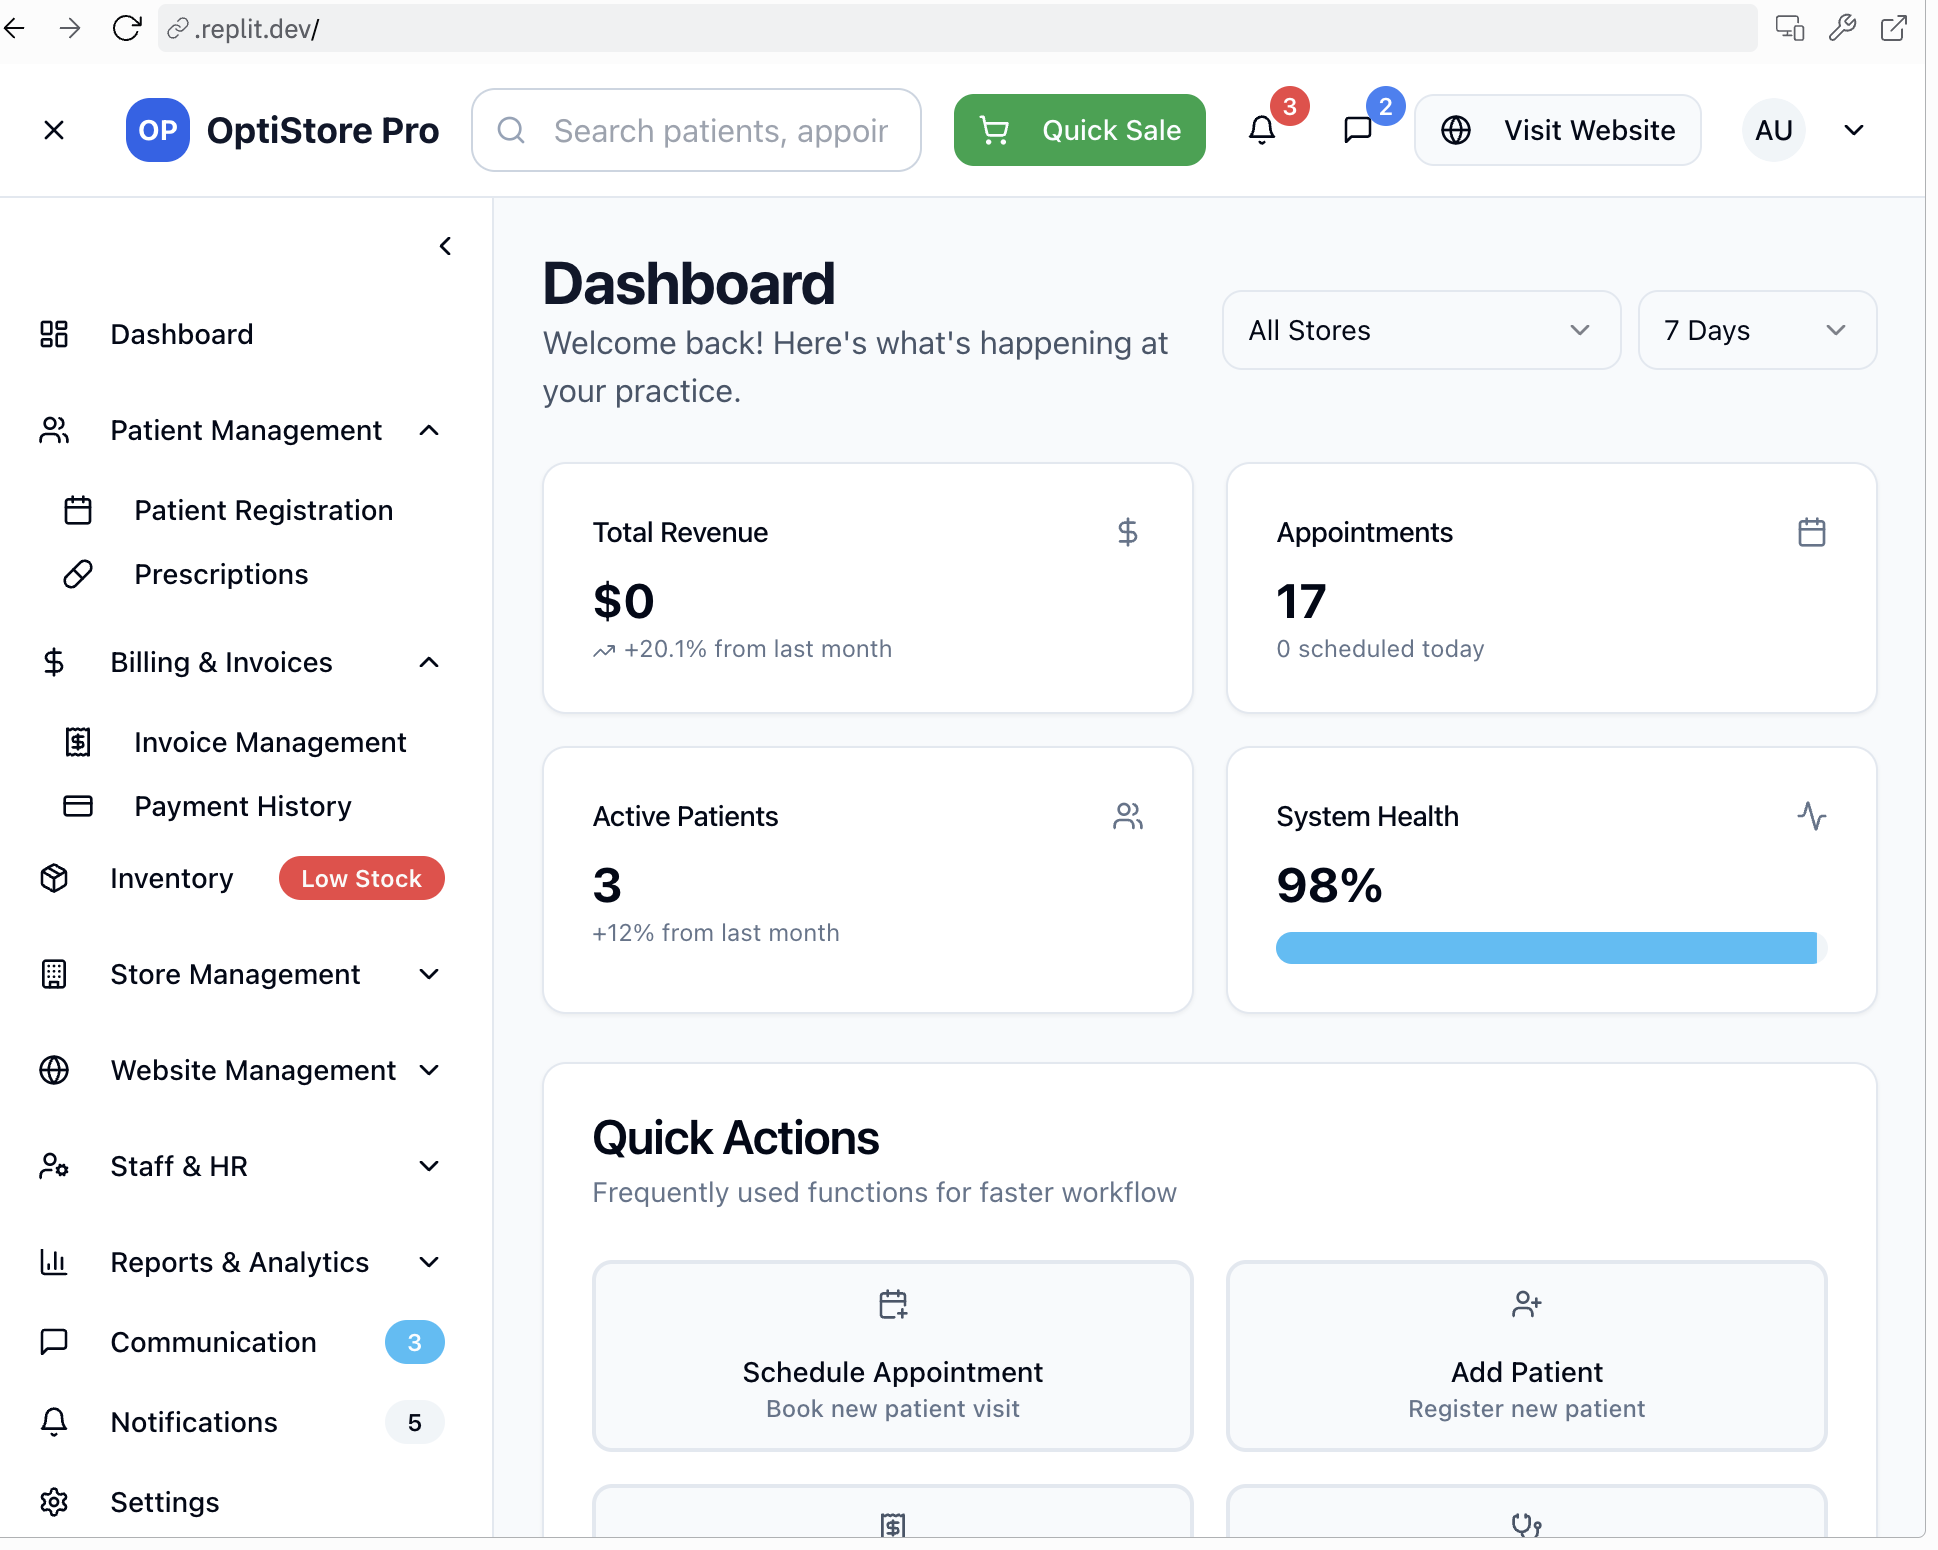 .replit.dev/
OP
OptiStore Pro
Search patients, appoir
Quick Sale
3
2
Visit Website
AU
Dashboard
Patient Management
Patient Registration
Prescriptions
Billing & Invoices
Invoice Management
Payment History
Inventory
Low Stock
Store Management
Website Management
Staff & HR
Reports & Analytics
Communication
3
Notifications
5
Settings
Dashboard
Welcome back! Here's what's happening at
your practice.
All Stores
7 Days
Total Revenue
$0
+20.1% from last month
Appointments
17
0 scheduled today
Active Patients
3
+12% from last month
System Health
98%
Quick Actions
Frequently used functions for faster workflow
Schedule Appointment
Book new patient visit
Add Patient
Register new patient